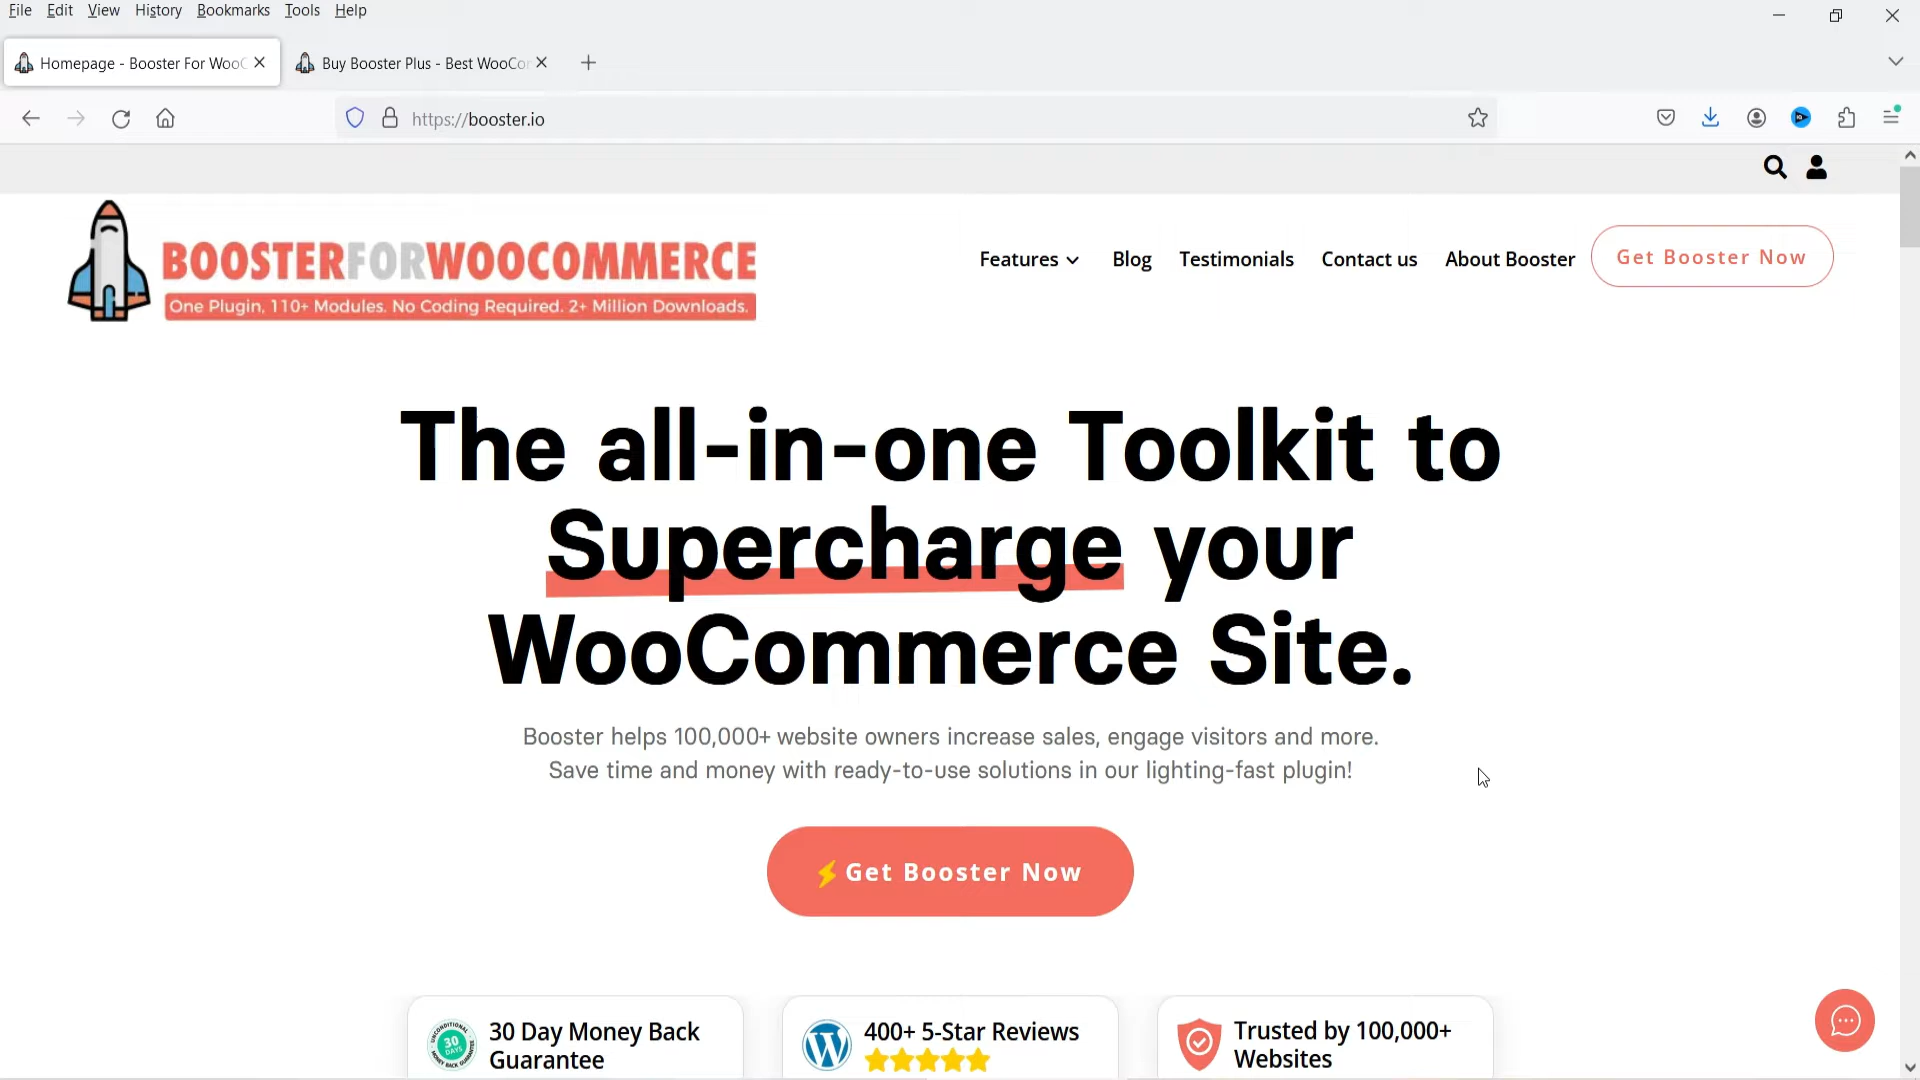 File Edit View History Bookmarks Tools Help
Homepage - Booster For WooC
Buy Booster Plus - Best WooCor
https://booster.io
BOOSTERFORWOOCOMMERCE
One Plugin, 110+ Modules. No Coding Required. 2+ Million Downloads.
Features Blog Testimonials Contact us About Booster Get Booster Now
The all-in-one Toolkit to
Supercharge your
WooCommerce Site.
Booster helps 100,000+ website owners increase sales, engage visitors and more.
Save time and money with ready-to-use solutions in our lighting-fast plugin!
Get Booster Now
30 DAYS
30 Day Money Back
Guarantee
400+ 5-Star Reviews
Trusted by 100,000+
Websites